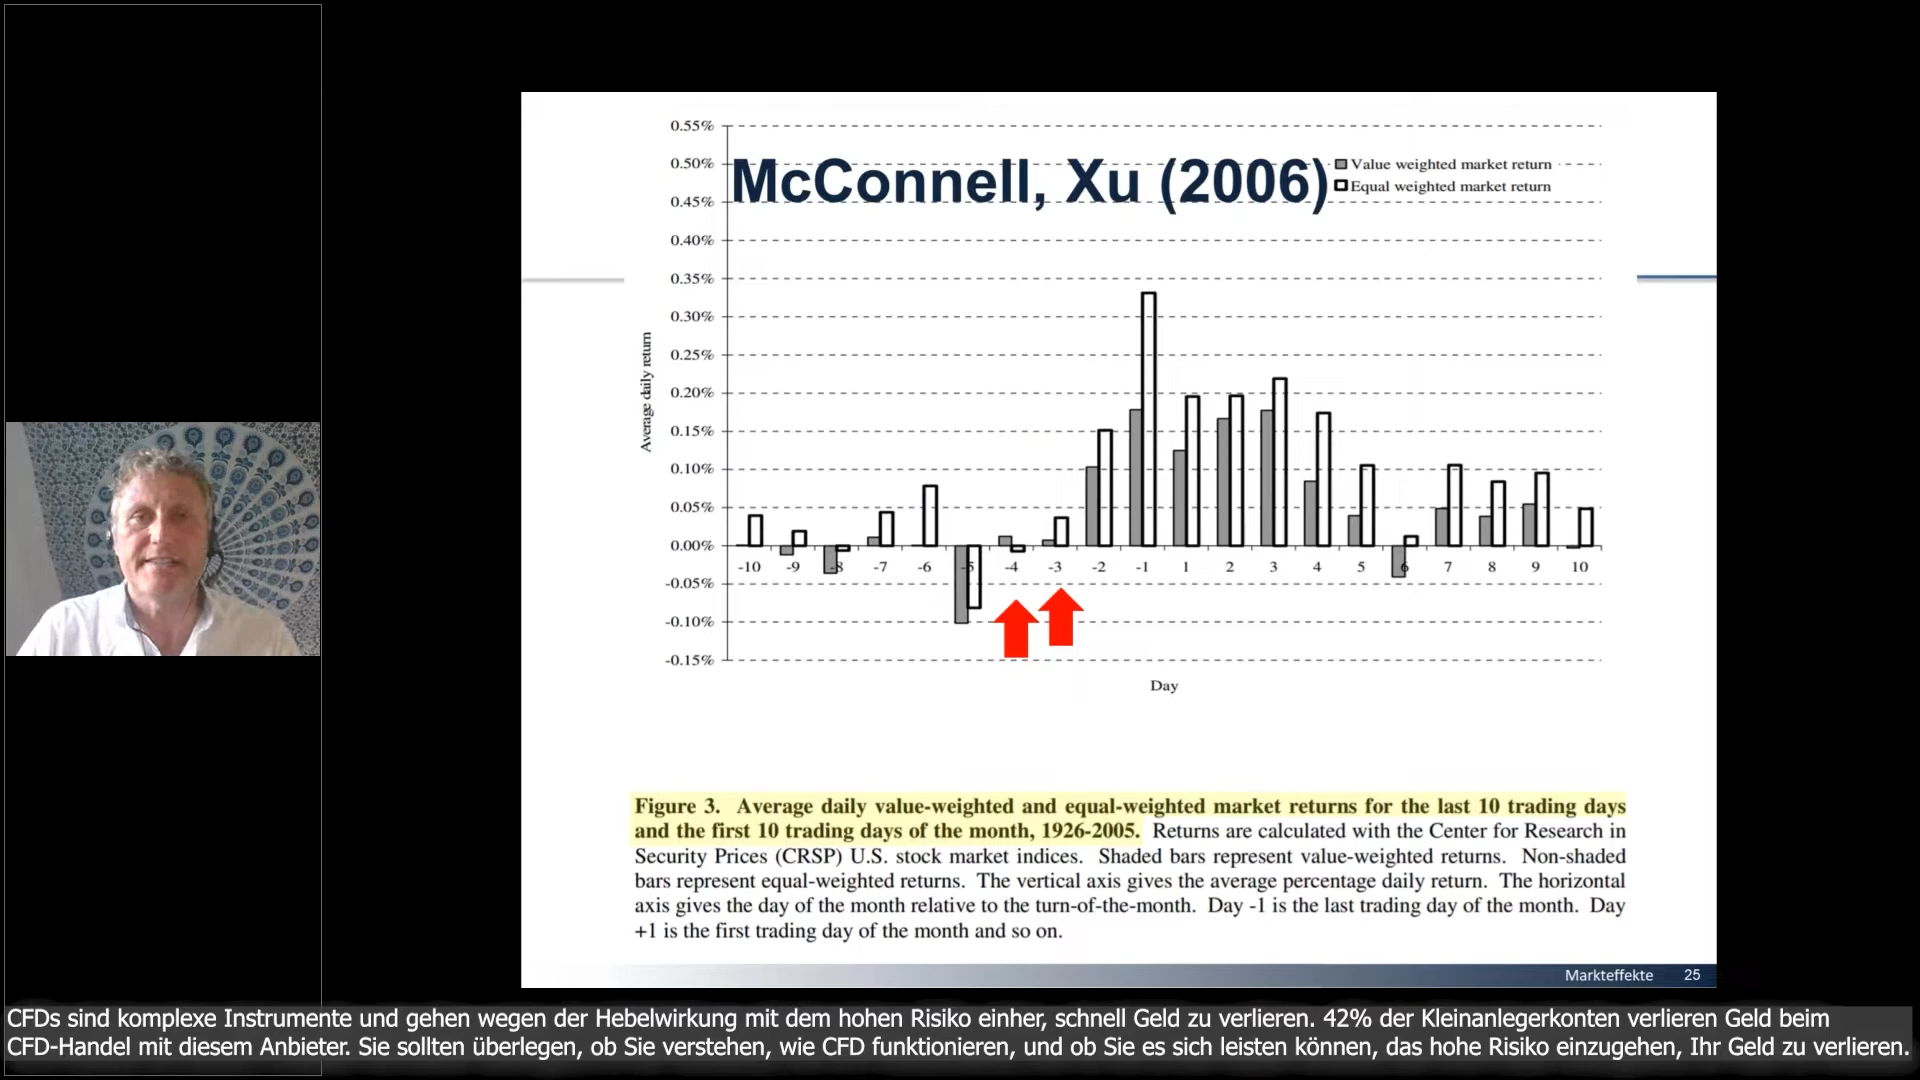 0.55%
0.50%
0.45%
0.40%
0.35%
0.30%
0.25%
0.20%
0.15%
0.10%
0.05%
0.00%
-0.05%
-0.10%
-0.15%
Average daily return
McConnell, Xu (2006)
Value weighted market return
Equal weighted market return
-10 -9 -8 -7 -6 -5 -4 -3 -2 -1 1 2 3 4 5 6 7 8 9 10
Day
Figure 3. Average daily value-weighted and equal-weighted market returns for the last 10 trading days
and the first 10 trading days of the month, 1926-2005. Returns are calculated with the Center for Research in
Security Prices (CRSP) U.S. stock market indices. Shaded bars represent value-weighted returns. Non-shaded
bars represent equal-weighted returns. The vertical axis gives the average percentage daily return. The horizontal
axis gives the day of the month relative to the turn-of-the-month. Day -1 is the last trading day of the month. Day
+1 is the first trading day of the month and so on.
Markteffekte 25
CFDs sind komplexe Instrumente und gehen wegen der Hebelwirkung mit dem hohen Risiko einher, schnell Geld zu verlieren. 42% der Kleinanlegerkonten verlieren Geld beim
CFD-Handel mit diesem Anbieter. Sie sollten überlegen, ob Sie verstehen, wie CFD funktionieren, und ob Sie es sich leisten können, das hohe Risiko einzugehen, Ihr Geld zu verlieren.